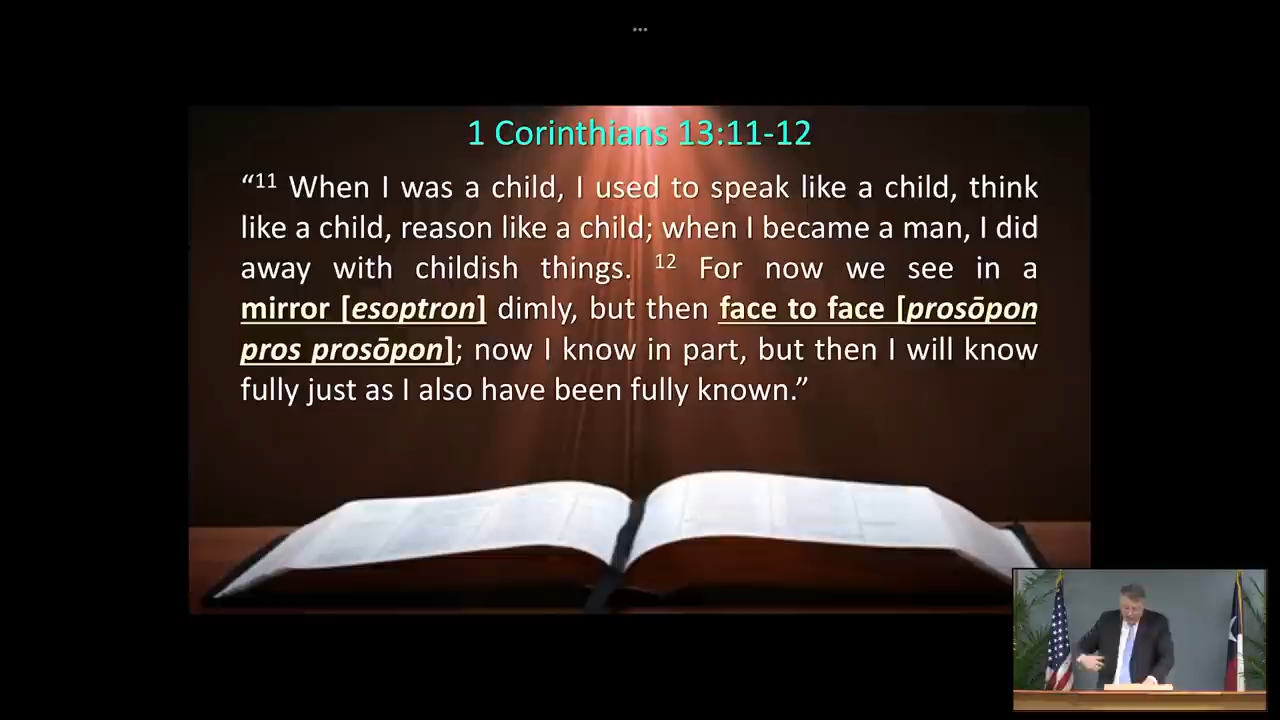 1 Corinthians 13:11-12
“11 When I was a child, I used to speak like a child, think
like a child, reason like a child; when I became a man, I did
away with childish things. 12 For now we see in a
mirror [esoptron] dimly, but then face to face [prosōpon
pros prosōpon]; now I know in part, but then I will know
fully just as I also have been fully known.”